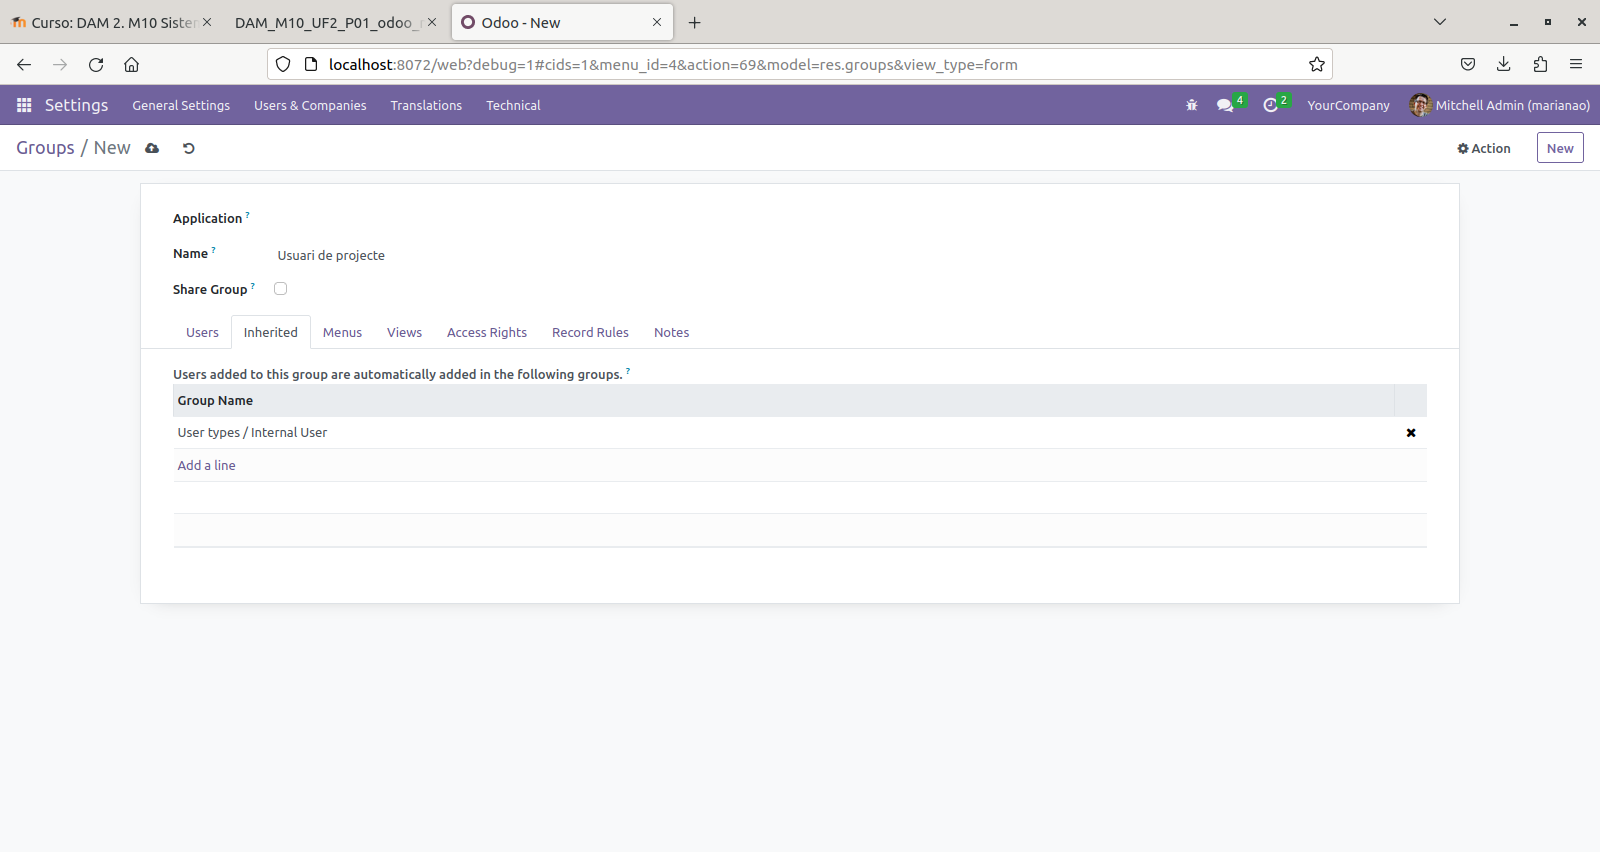 Curso: DAM 2. M10 Sister
DAM_M10_UF2_P01_odoo_
Odoo - New
localhost:8072/web?debug=1#cids=1&menu_id=4&action=69&model=res.groups&view_type=form
Settings General Settings Users & Companies Translations Technical 4 2 YourCompany Mitchell Admin (marianao)
Groups / New Action New
Application ?
Name ? Usuari de projecte
Share Group ?
Users Inherited Menus Views Access Rights Record Rules Notes
Users added to this group are automatically added in the following groups. ?
Group Name
User types / Internal User
Add a line